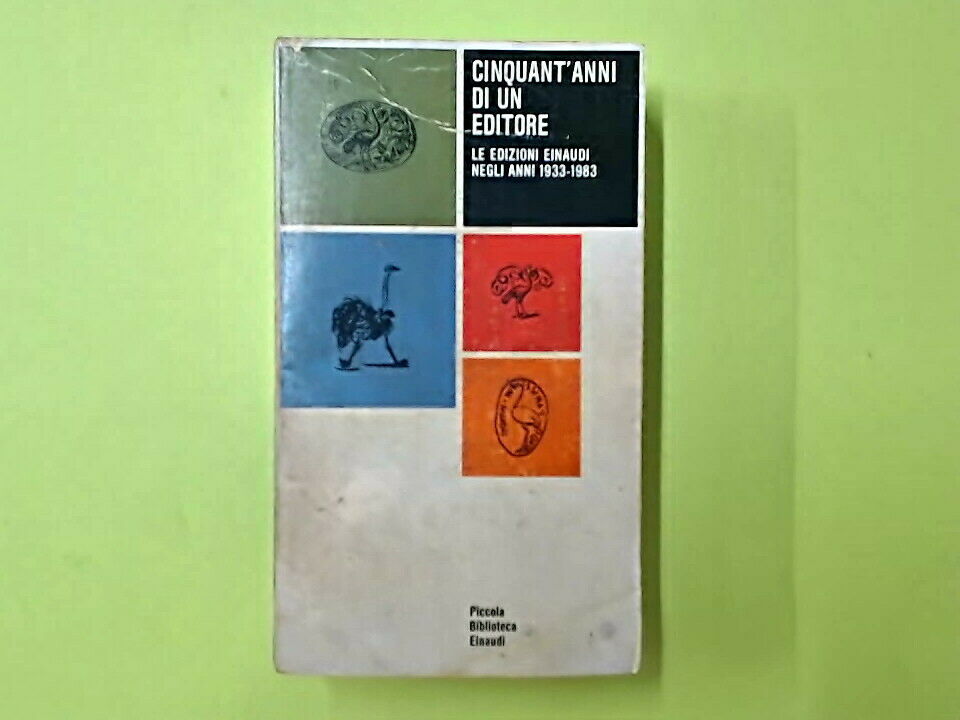 CINQUANT'ANNI
DI UN
EDITORE
LE EDIZIONI EINAUDI
NEGLI ANNI 1933-1983
Piccola
Biblioteca
Einaudi